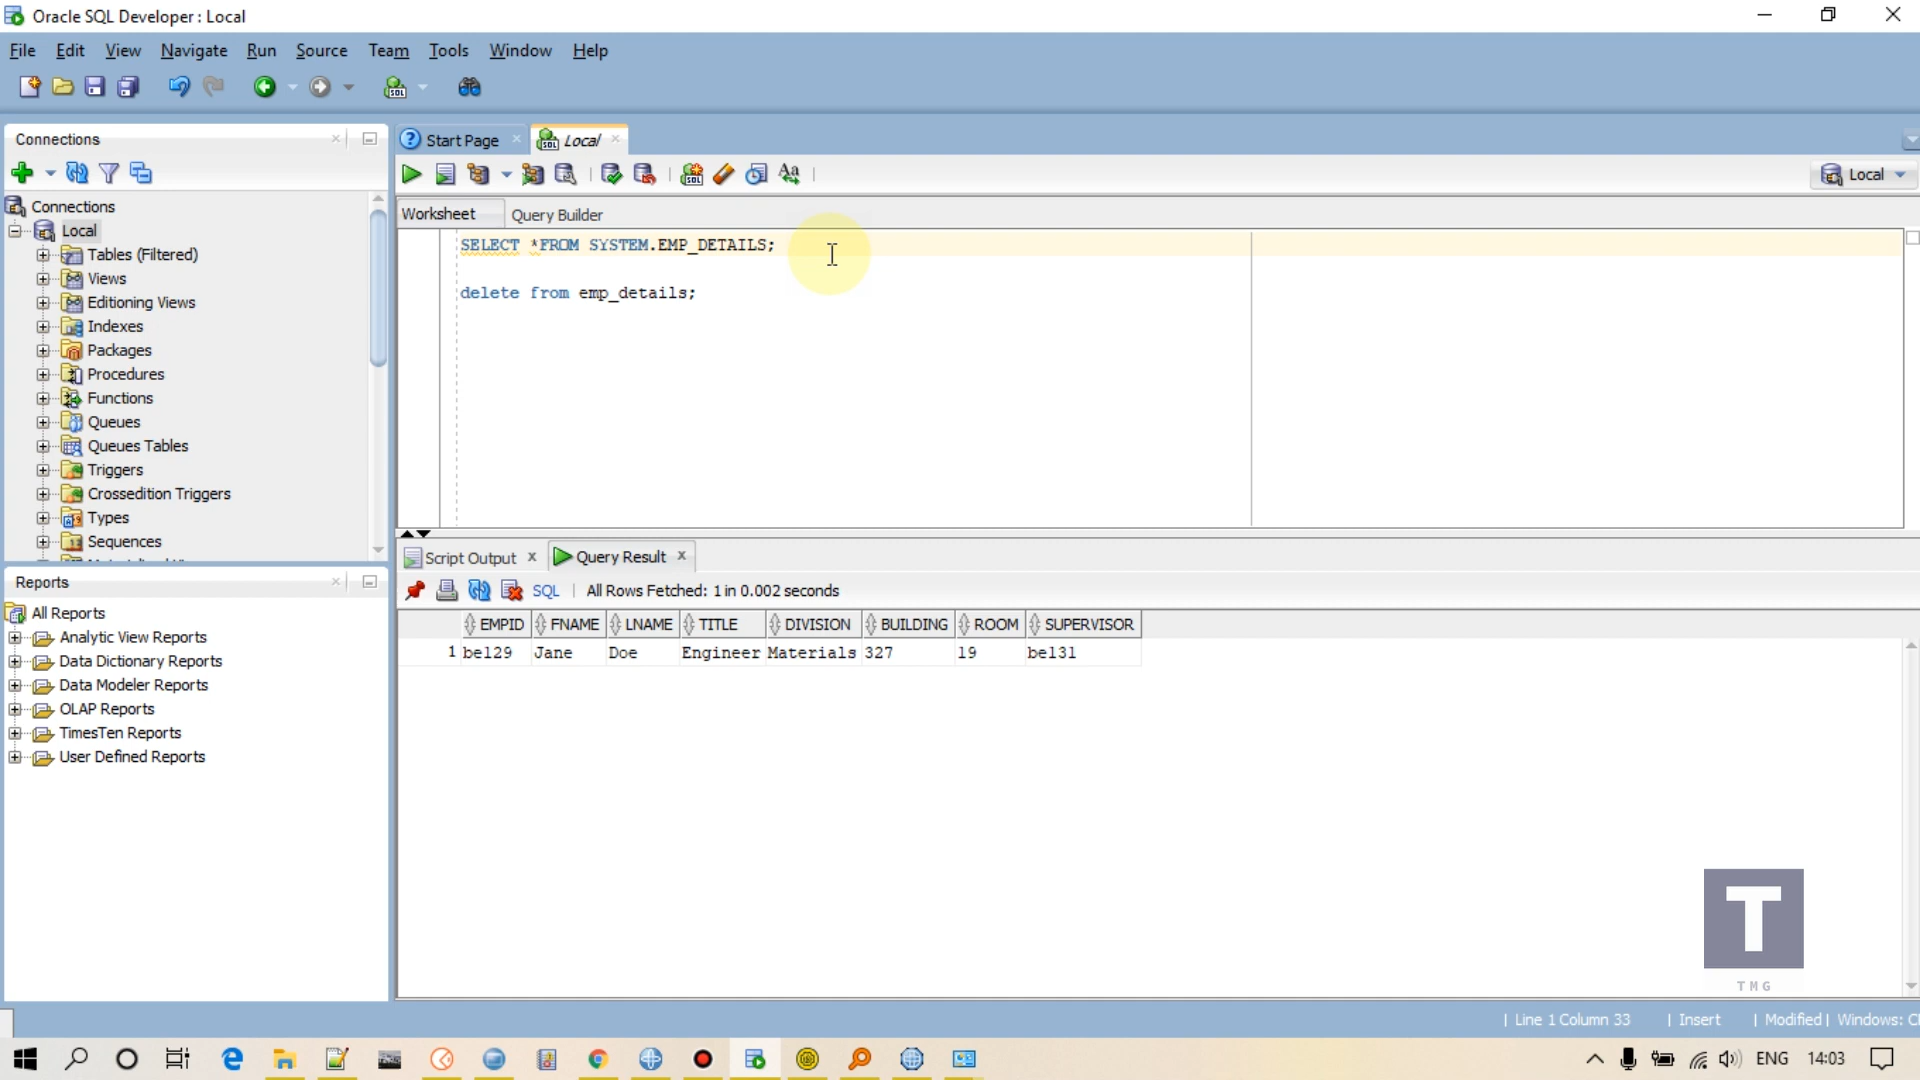 Oracle SQL Developer : Local
File Edit View Navigate Run Source Team Tools Window Help
Connections
Start Page
Local
Local
Connections
Local
Tables (Filtered)
Views
Editioning Views
Indexes
Packages
Procedures
Functions
Queues
Queues Tables
Triggers
Crossedition Triggers
Types
Sequences
Worksheet Query Builder
SELECT *FROM SYSTEM.EMP_DETAILS;
delete from emp_details;
Script Output
Query Result
SQL All Rows Fetched: 1 in 0.002 seconds
EMPID FNAME LNAME TITLE DIVISION BUILDING ROOM SUPERVISOR
1 be129 Jane Doe Engineer Materials 327 19 be131
Reports
All Reports
Analytic View Reports
Data Dictionary Reports
Data Modeler Reports
OLAP Reports
TimesTen Reports
User Defined Reports
T
TMG
Line 1 Column 33 | Insert | Modified | Windows:
ENG 14:03